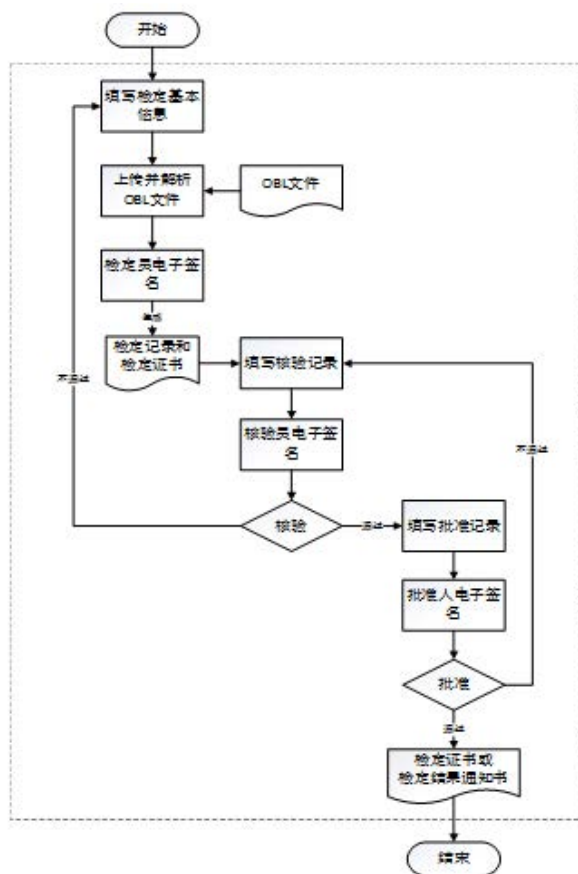 开始
填写检定基本
信息
上传并解析
OBL文件
OBL文件
检定员电子签
名
生成
检定记录和
检定证书
填写核验记录
不通过
核验员电子签
名
不通过
核验
通过
填写批准记录
批准人电子签
名
批准
通过
检定证书或
检定结果通知书
结束